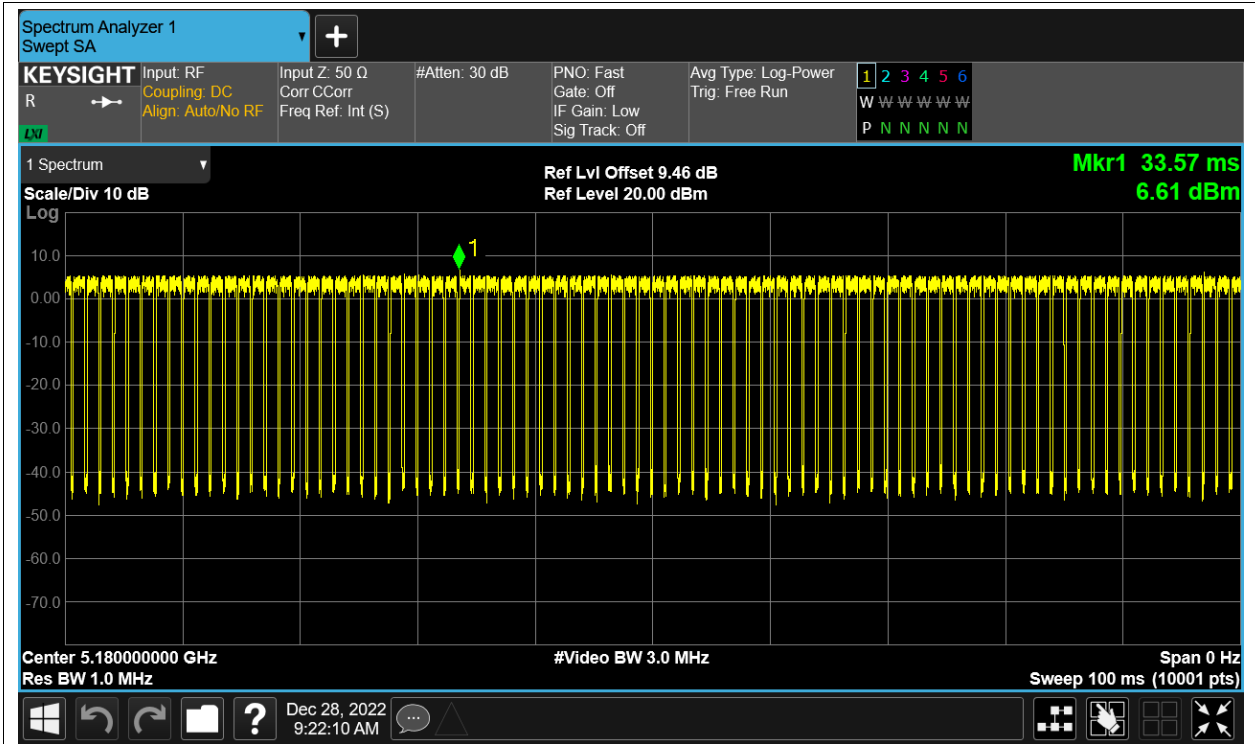 Spectrum Analyzer 1
Swept SA
KEYSIGHT
R
LXI
Input: RF
Coupling: DC
Align: Auto/No RF
Input Z: 50 Ω
Corr CCorr
Freq Ref: Int (S)
#Atten: 30 dB
PNO: Fast
Gate: Off
IF Gain: Low
Sig Track: Off
Avg Type: Log-Power
Trig: Free Run
1 2 3 4 5 6
W W W W W W
P N N N N N
1 Spectrum
Scale/Div 10 dB
Log
Ref Lvl Offset 9.46 dB
Ref Level 20.00 dBm
Mkr1 33.57 ms
6.61 dBm
1
10.0
0.00
-10.0
-20.0
-30.0
-40.0
-50.0
-60.0
-70.0
Center 5.180000000 GHz
#Video BW 3.0 MHz
Span 0 Hz
Res BW 1.0 MHz
Sweep 100 ms (10001 pts)
?
Dec 28, 2022
9:22:10 AM